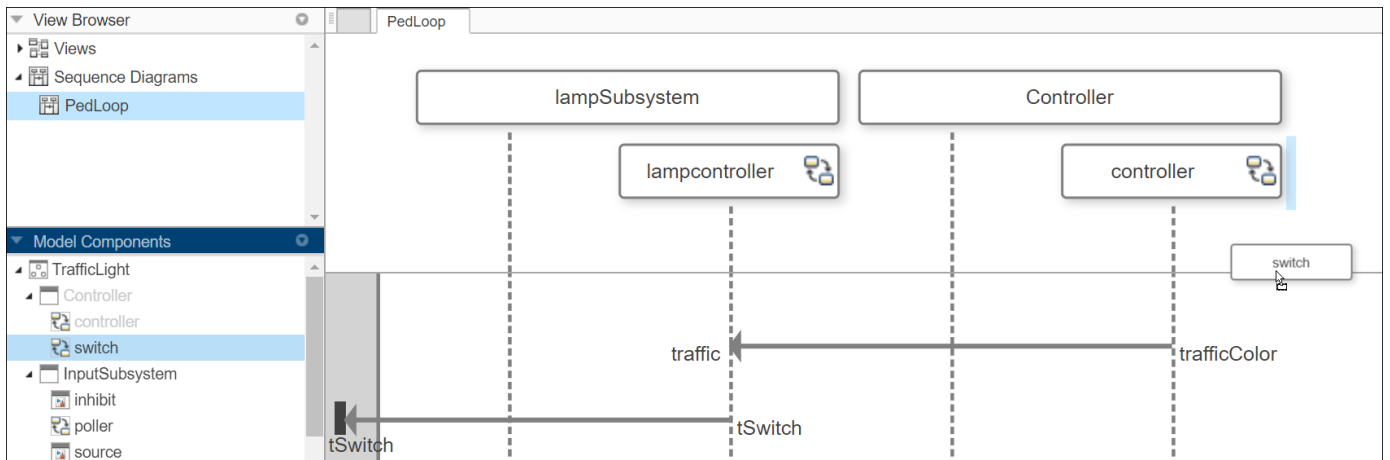 View Browser
Views
Sequence Diagrams
PedLoop
Model Components
TrafficLight
Controller
controller
switch
InputSubsystem
inhibit
poller
source
PedLoop
lampSubsystem
Controller
lampcontroller
controller
switch
traffic
trafficColor
tSwitch
tSwitch